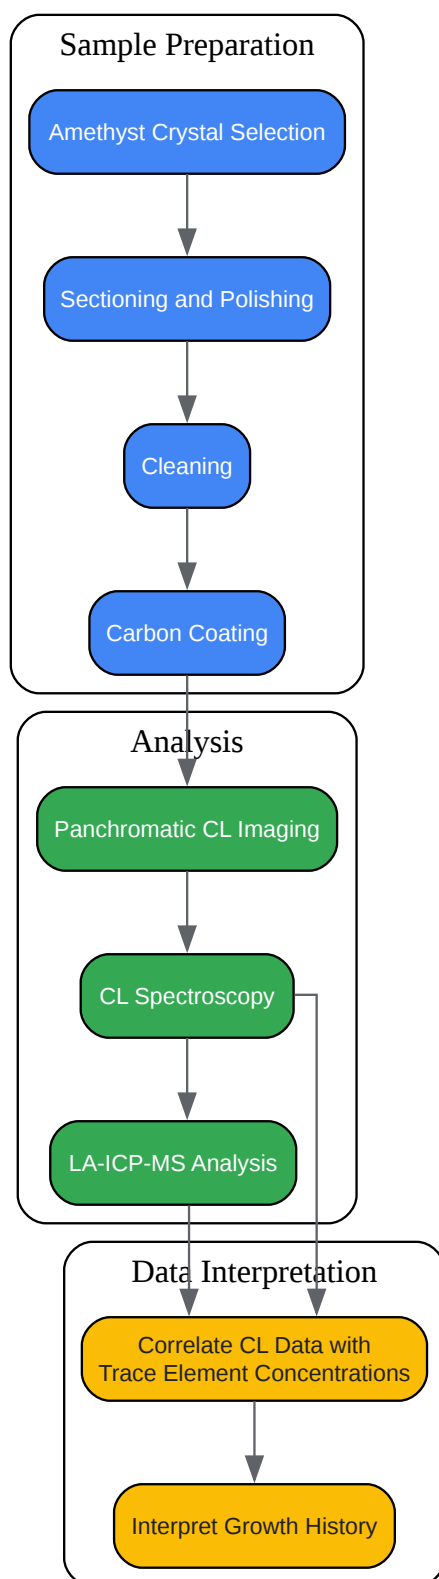 Sample Preparation
Amethyst Crystal Selection
Sectioning and Polishing
Cleaning
Carbon Coating
Analysis
Panchromatic CL Imaging
CL Spectroscopy
LA-ICP-MS Analysis
Data Interpretation
Correlate CL Data with
Trace Element Concentrations
Interpret Growth History